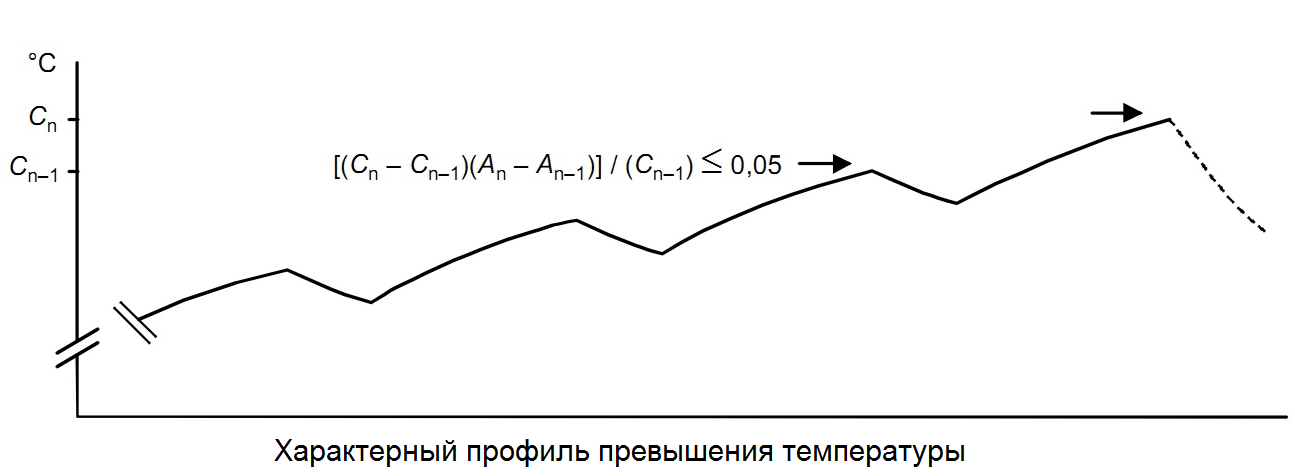 °C
Cn
Cn–1
[(Cn – Cn–1)(An – An–1)] / (Cn–1) ≤ 0,05
Характерный профиль превышения температуры